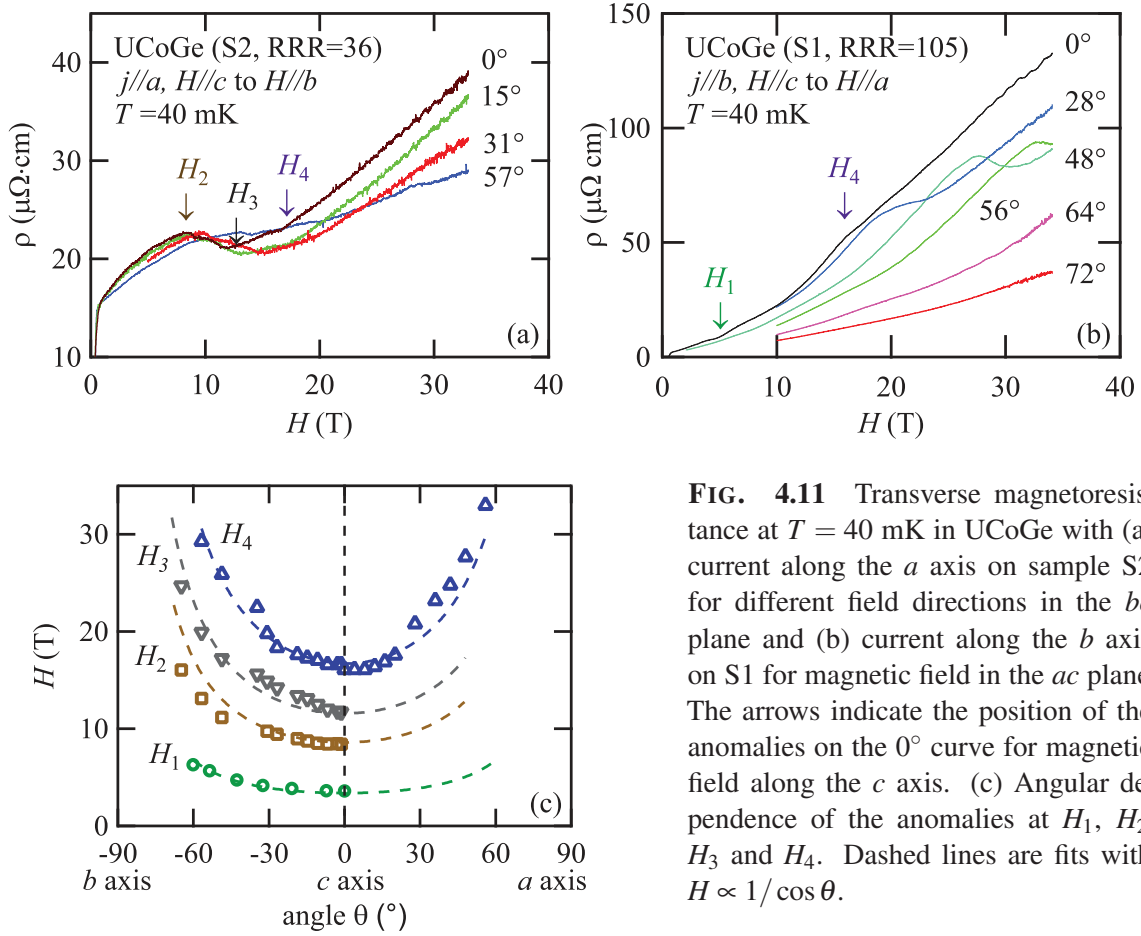 UCoGe (S2, RRR=36)
j//a, H//c to H//b
T =40 mK
0°
15°
31°
57°
H2
H3
H4
(a)
40
30
20
10
ρ (μΩ·cm)
0 10 20 30 40
H (T)
UCoGe (S1, RRR=105)
j//b, H//c to H//a
T =40 mK
0°
28°
48°
56°
64°
72°
H4
H1
(b)
150
100
50
0
ρ (μΩ cm)
0 10 20 30 40
H (T)
H4
H3
H2
H1
(c)
30
20
10
0
H (T)
-90 -60 -30 0 30 60 90
b axis c axis a axis
angle θ (°)
FIG. 4.11 Transverse magnetoresis
tance at T = 40 mK in UCoGe with (a
current along the a axis on sample S2
for different field directions in the bc
plane and (b) current along the b axi
on S1 for magnetic field in the ac plane
The arrows indicate the position of the
anomalies on the 0° curve for magnetic
field along the c axis. (c) Angular de
pendence of the anomalies at H1, H2
H3 and H4. Dashed lines are fits with
H ∝ 1/cos θ.